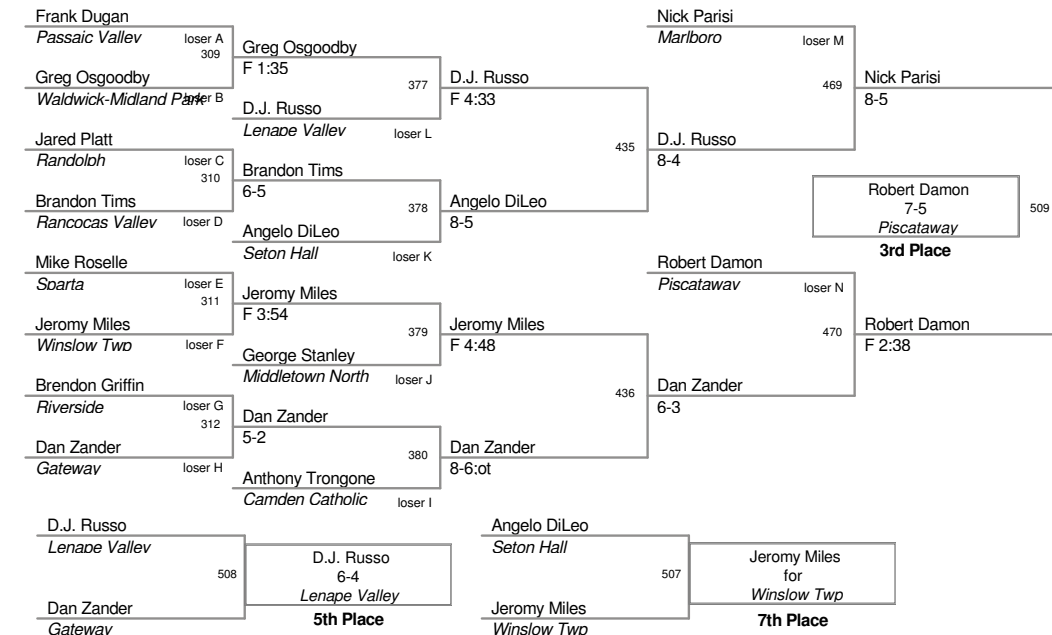 Frank Dugan
Passaic Valley
loser A
309
Greg Osgoodby
Waldwick-Midland Park
loser B
Greg Osgoodby
F 1:35
377
D.J. Russo
Lenape Valley
loser L
D.J. Russo
F 4:33
Jared Platt
Randolph
loser C
310
Brandon Tims
Rancocas Valley
loser D
Brandon Tims
6-5
378
Angelo DiLeo
Seton Hall
loser K
Angelo DiLeo
8-5
435
D.J. Russo
8-4
Nick Parisi
Marlboro
loser M
469
Nick Parisi
8-5
Robert Damon
7-5
Piscataway
3rd Place
509
Mike Roselle
Sparta
loser E
311
Jeromy Miles
Winslow Twp
loser F
Jeromy Miles
F 3:54
379
George Stanley
Middletown North
loser J
Jeromy Miles
F 4:48
Brendon Griffin
Riverside
loser G
312
Dan Zander
Gateway
loser H
Dan Zander
5-2
380
Anthony Trongone
Camden Catholic
loser I
Dan Zander
8-6:ot
436
Dan Zander
6-3
Robert Damon
Piscataway
loser N
470
Robert Damon
F 2:38
D.J. Russo
Lenape Valley
508
Dan Zander
Gateway
D.J. Russo
6-4
Lenape Valley
5th Place
Angelo DiLeo
Seton Hall
507
Jeromy Miles
Winslow Twp
Jeromy Miles
for
Winslow Twp
7th Place